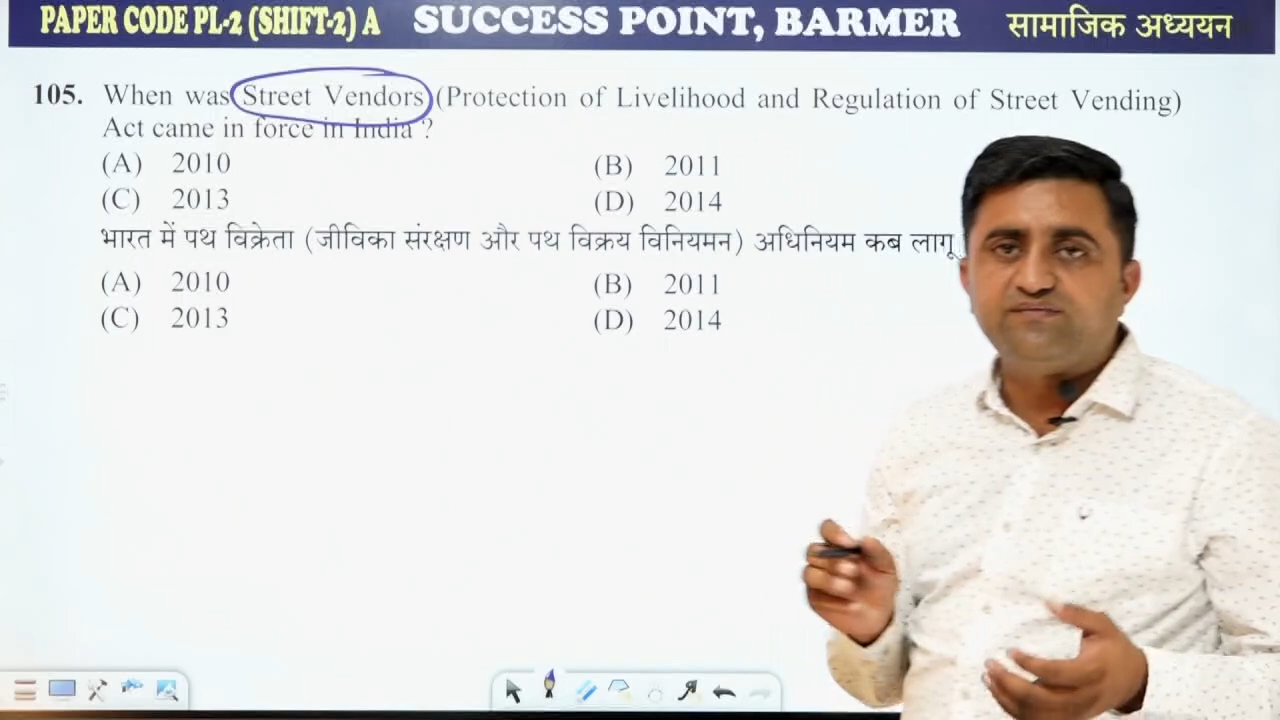 PAPER CODE PL-2 (SHIFT-2) A SUCCESS POINT, BARMER सामाजिक अध्ययन
105. When was Street Vendors (Protection of Livelihood and Regulation of Street Vending)
Act came in force in India ?
(A) 2010 (B) 2011
(C) 2013 (D) 2014
भारत में पथ विक्रेता (जीविका संरक्षण और पथ विक्रय विनियमन) अधिनियम कब लागू
(A) 2010 (B) 2011
(C) 2013 (D) 2014